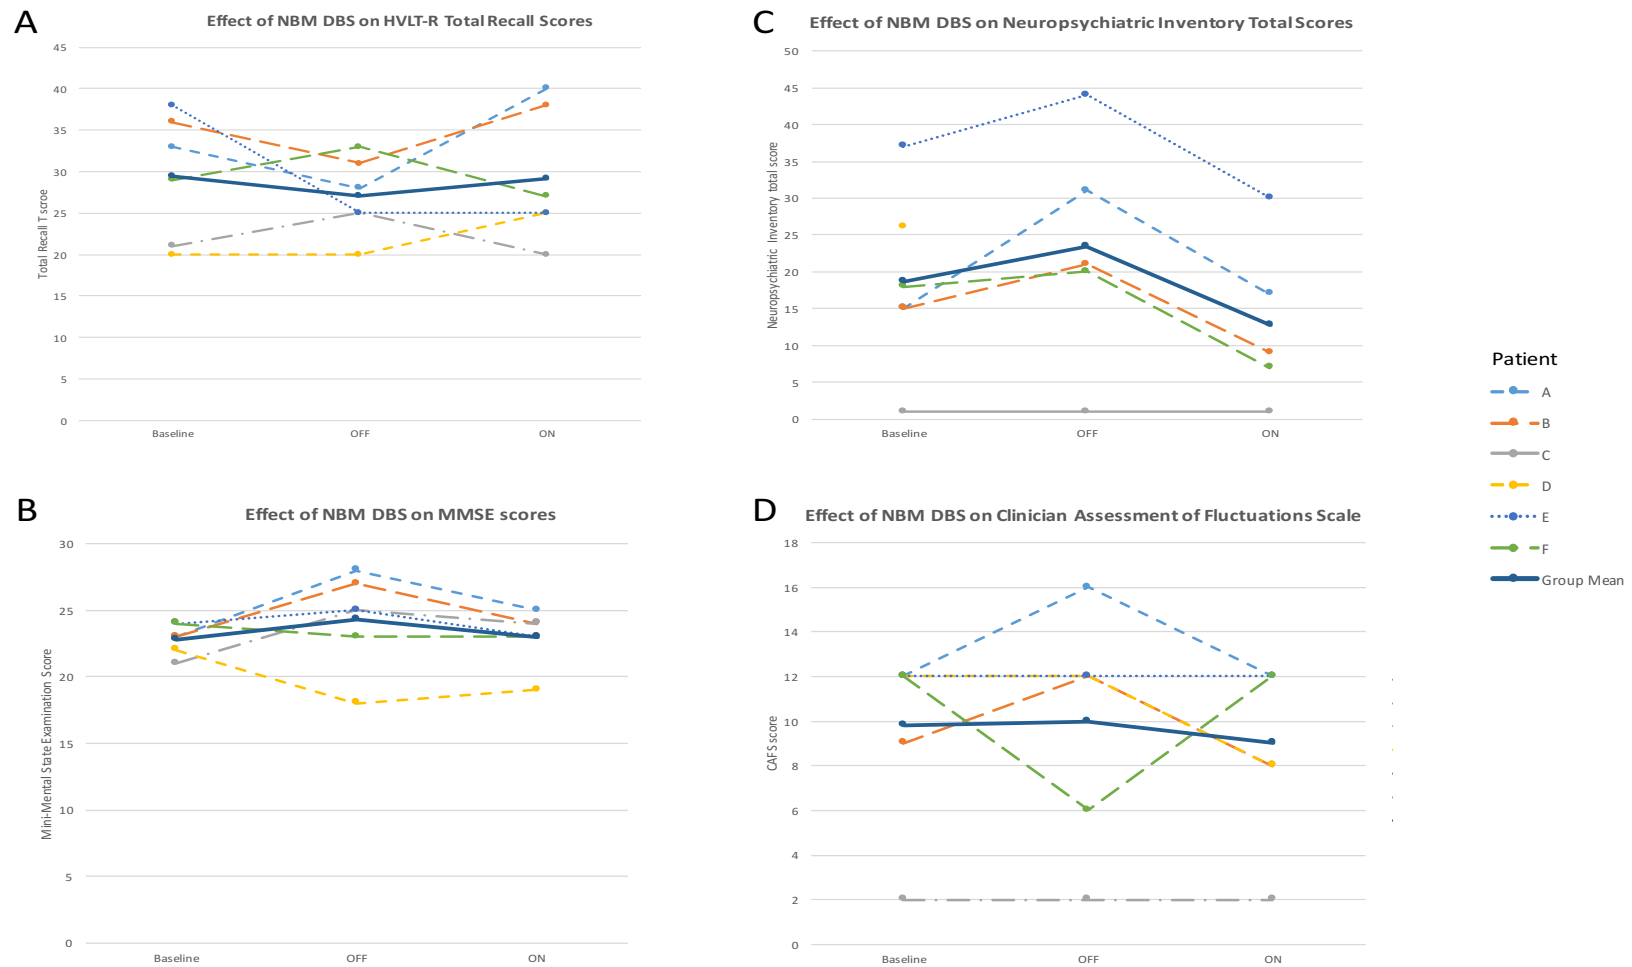 A
Effect of NBM DBS on HVLT-R Total Recall Scores
45
40
35
30
25
20
15
10
5
0
Total Recall T scroe
Baseline
OFF
ON
C
Effect of NBM DBS on Neuropsychiatric Inventory Total Scores
50
45
40
35
30
25
20
15
10
5
0
Neuropsychiatric Inventory total score
Baseline
OFF
ON
B
Effect of NBM DBS on MMSE scores
30
25
20
15
10
5
0
Mini-Mental State Examination Score
Baseline
OFF
ON
D
Effect of NBM DBS on Clinician Assessment of Fluctuations Scale
18
16
14
12
10
8
6
4
2
0
CAFS score
Baseline
OFF
ON
Patient
A
B
C
D
E
F
Group Mean